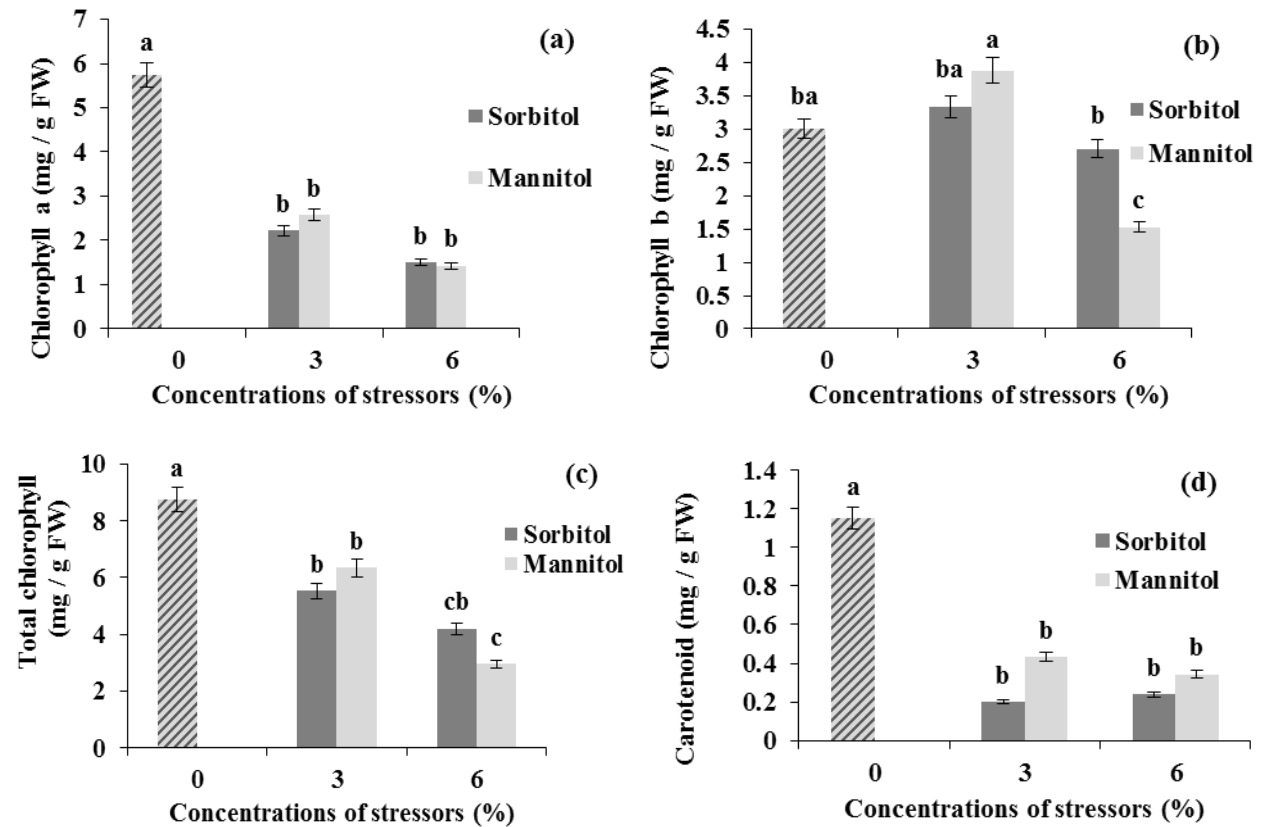 (a)
Chlorophyll a (mg / g FW)
7
6
5
4
3
2
1
0
a
b
b
b
b
Sorbitol
Mannitol
0 3 6
Concentrations of stressors (%)
(b)
Chlorophyll b (mg / g FW)
4.5
4
3.5
3
2.5
2
1.5
1
0.5
0
ba
ba
a
b
c
Sorbitol
Mannitol
0 3 6
Concentrations of stressors (%)
(c)
Total chlorophyll
(mg / g FW)
10
8
6
4
2
0
a
b
b
cb
c
Sorbitol
Mannitol
0 3 6
Concentrations of stressors (%)
(d)
Carotenoid (mg / g FW)
1.4
1.2
1
0.8
0.6
0.4
0.2
0
a
b
b
b
b
Sorbitol
Mannitol
0 3 6
Concentrations of stressors (%)